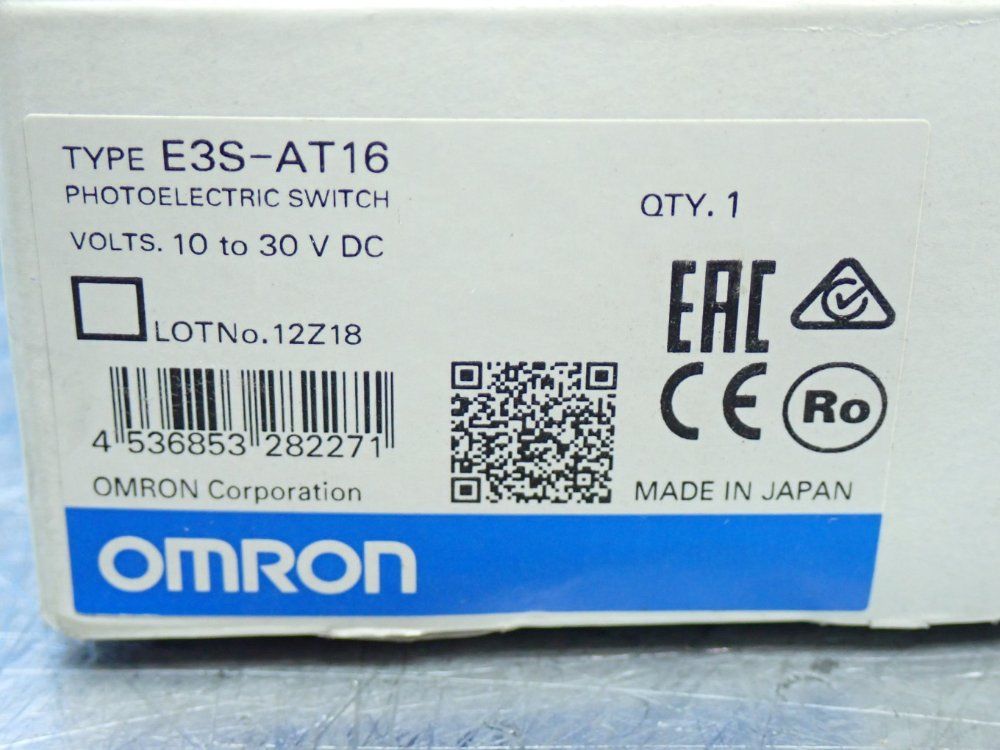 TYPE E3S-AT16
PHOTOELECTRIC SWITCH
QTY. 1
VOLTS. 10 to 30 V DC
LOTNo.12Z18
EAC
CE
Ro
4 536853 282271
OMRON Corporation
MADE IN JAPAN
OMRON